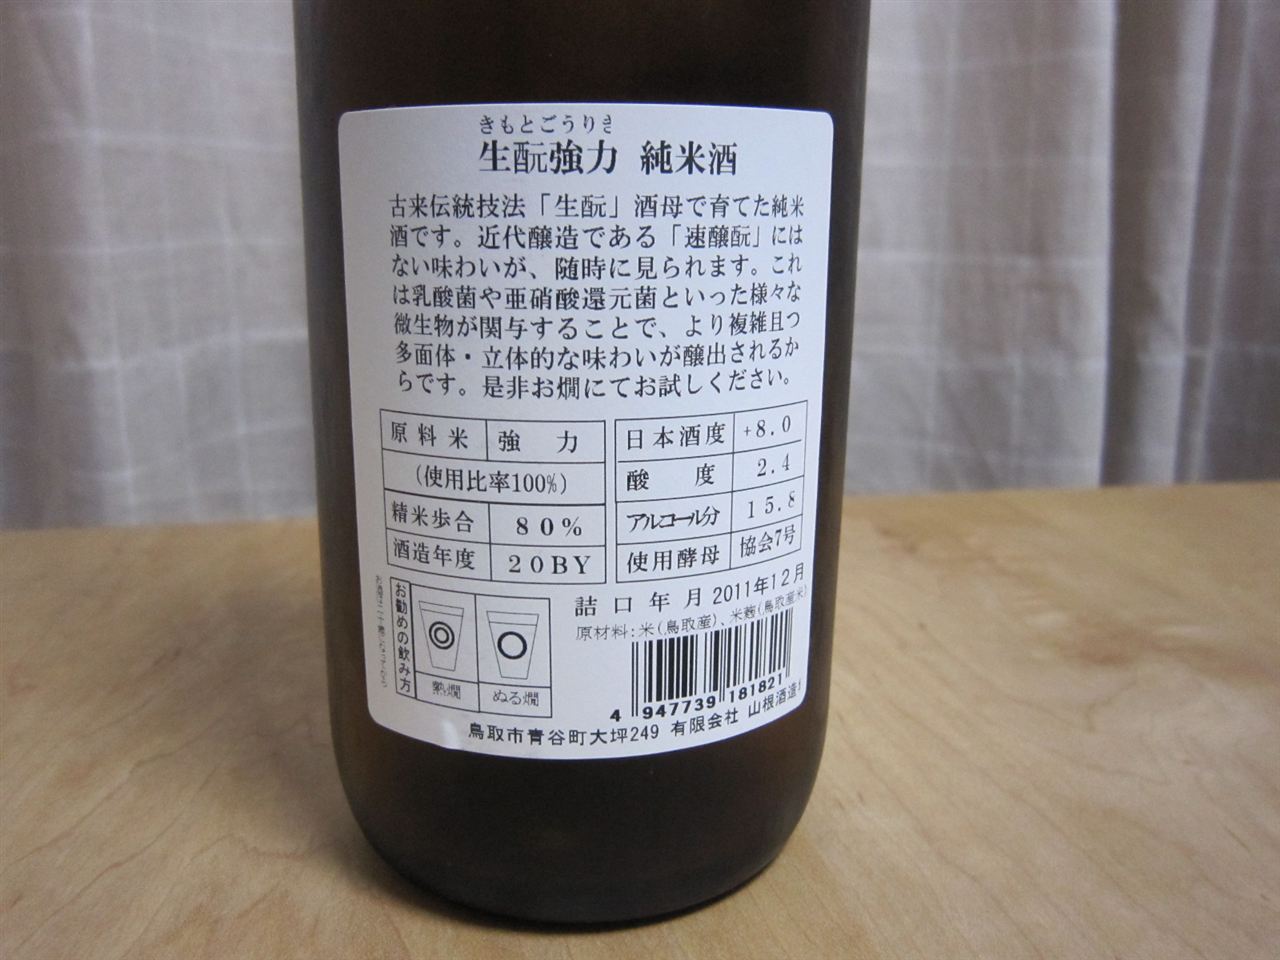 きもとごうりき
生酛強力 純米酒
古来伝統技法「生酛」酒母で育てた純米
酒です。近代醸造である「速醸酛」には
ない味わいが、随時に見られます。これ
は乳酸菌や亜硝酸還元菌といった様々な
微生物が関与することで、より複雑且つ
多面体・立体的な味わいが醸出されるか
らです。是非お燗にてお試しください。
原料米 強力
(使用比率100%)
精米歩合 80%
酒造年度 20BY
日本酒度 +8.0
酸度 2.4
アルコール分 15.8
使用酵母 協会7号
詰口年月 2011年12月
原材料:米(鳥取産)、米麹(鳥取産米)
お酒は二十歳になってから
お勧めの飲み方
熱燗
ぬる燗
4 947739 181821
鳥取市青谷町大坪249 有限会社 山根酒造